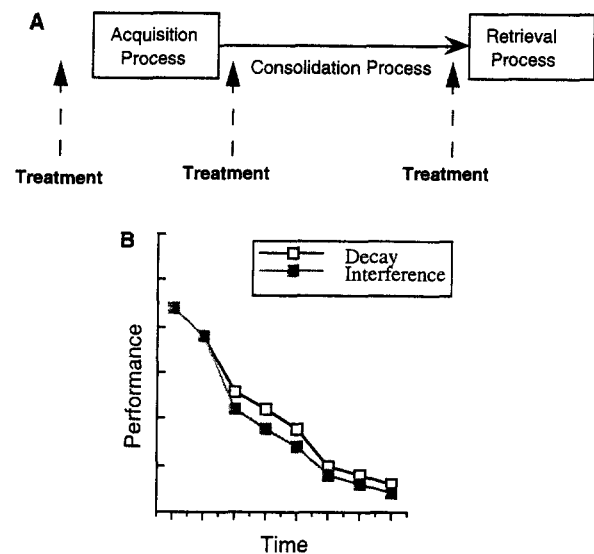 A
Acquisition
Process
Consolidation Process
Retrieval
Process
Treatment
Treatment
Treatment
B
Decay
Interference
Performance
Time